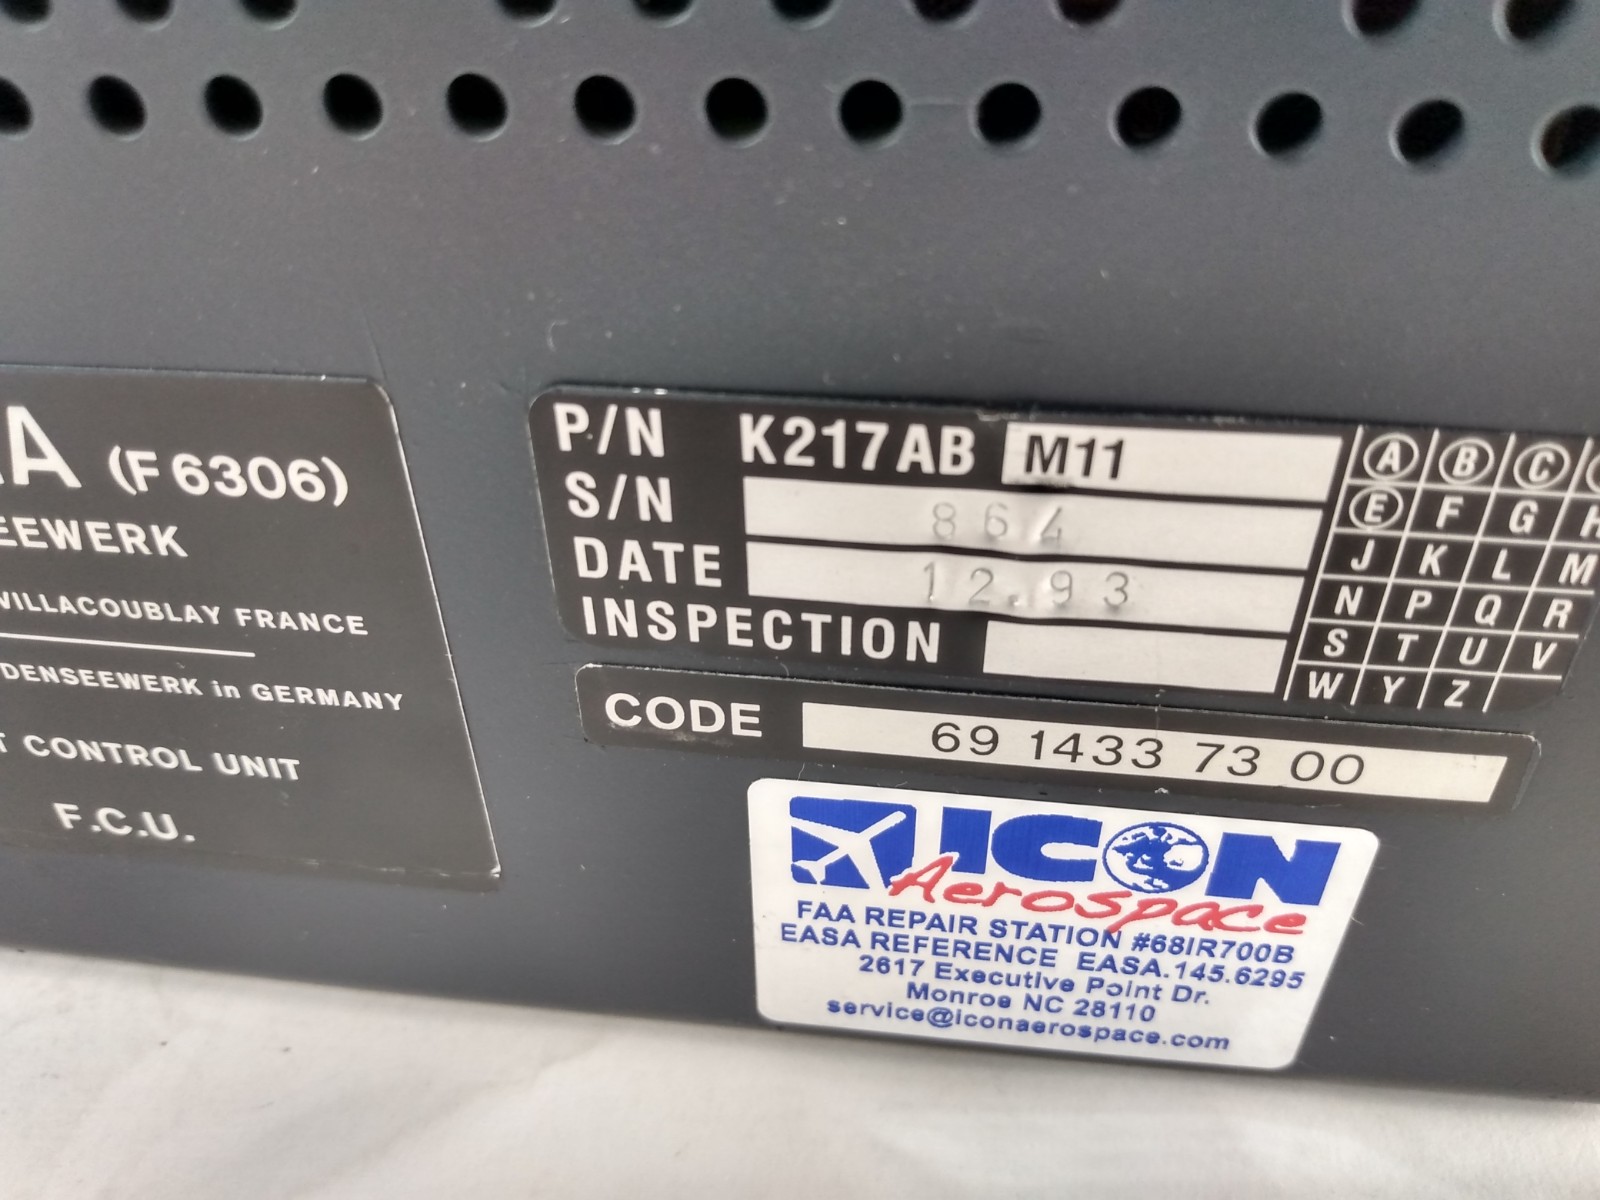 A (F 6306)
EEWERK
VILLACOUBLAY FRANCE
DENSEEWERK in GERMANY
T CONTROL UNIT
F.C.U.
P/N K217AB M11
S/N 864
DATE 12.93
INSPECTION
A B C
E F G H
J K L M
N P Q R
S T U V
W Y Z
CODE 69 1433 73 00
ICON
Aerospace
FAA REPAIR STATION #68IR700B
EASA REFERENCE EASA.145.6295
2617 Executive Point Dr.
Monroe NC 28110
service@iconaerospace.com